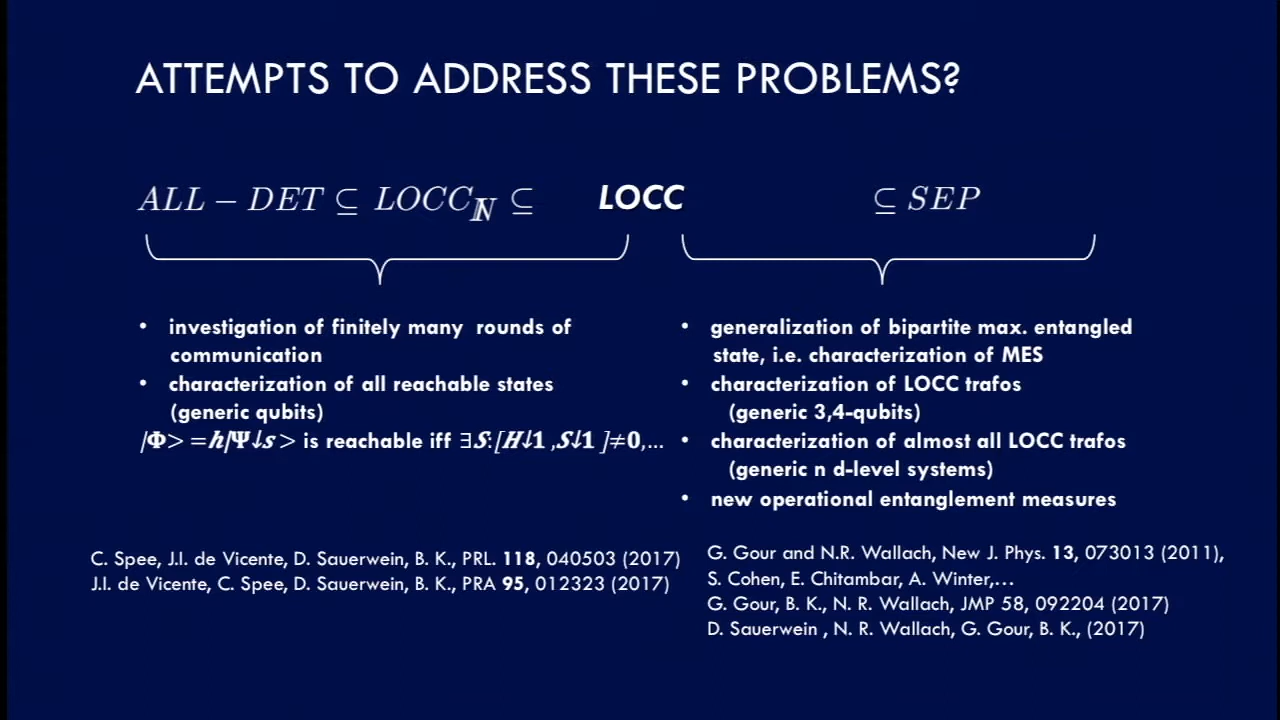 ATTEMPTS TO ADDRESS THESE PROBLEMS?
ALL − DET ⊆ LOCC_ℕ ⊆ LOCC ⊆ SEP
• investigation of finitely many rounds of
communication
• characterization of all reachable states
(generic qubits)
|Φ> =h|Ψ↓s > is reachable iff ∃S:[H↓1 ,S↓1 ]≠0,...
• generalization of bipartite max. entangled
state, i.e. characterization of MES
• characterization of LOCC trafos
(generic 3,4-qubits)
• characterization of almost all LOCC trafos
(generic n d-level systems)
• new operational entanglement measures
C. Spee, J.I. de Vicente, D. Sauerwein, B. K., PRL. 118, 040503 (2017)
J.I. de Vicente, C. Spee, D. Sauerwein, B. K., PRA 95, 012323 (2017)
G. Gour and N.R. Wallach, New J. Phys. 13, 073013 (2011),
S. Cohen, E. Chitambar, A. Winter,...
G. Gour, B. K., N. R. Wallach, JMP 58, 092204 (2017)
D. Sauerwein , N. R. Wallach, G. Gour, B. K., (2017)